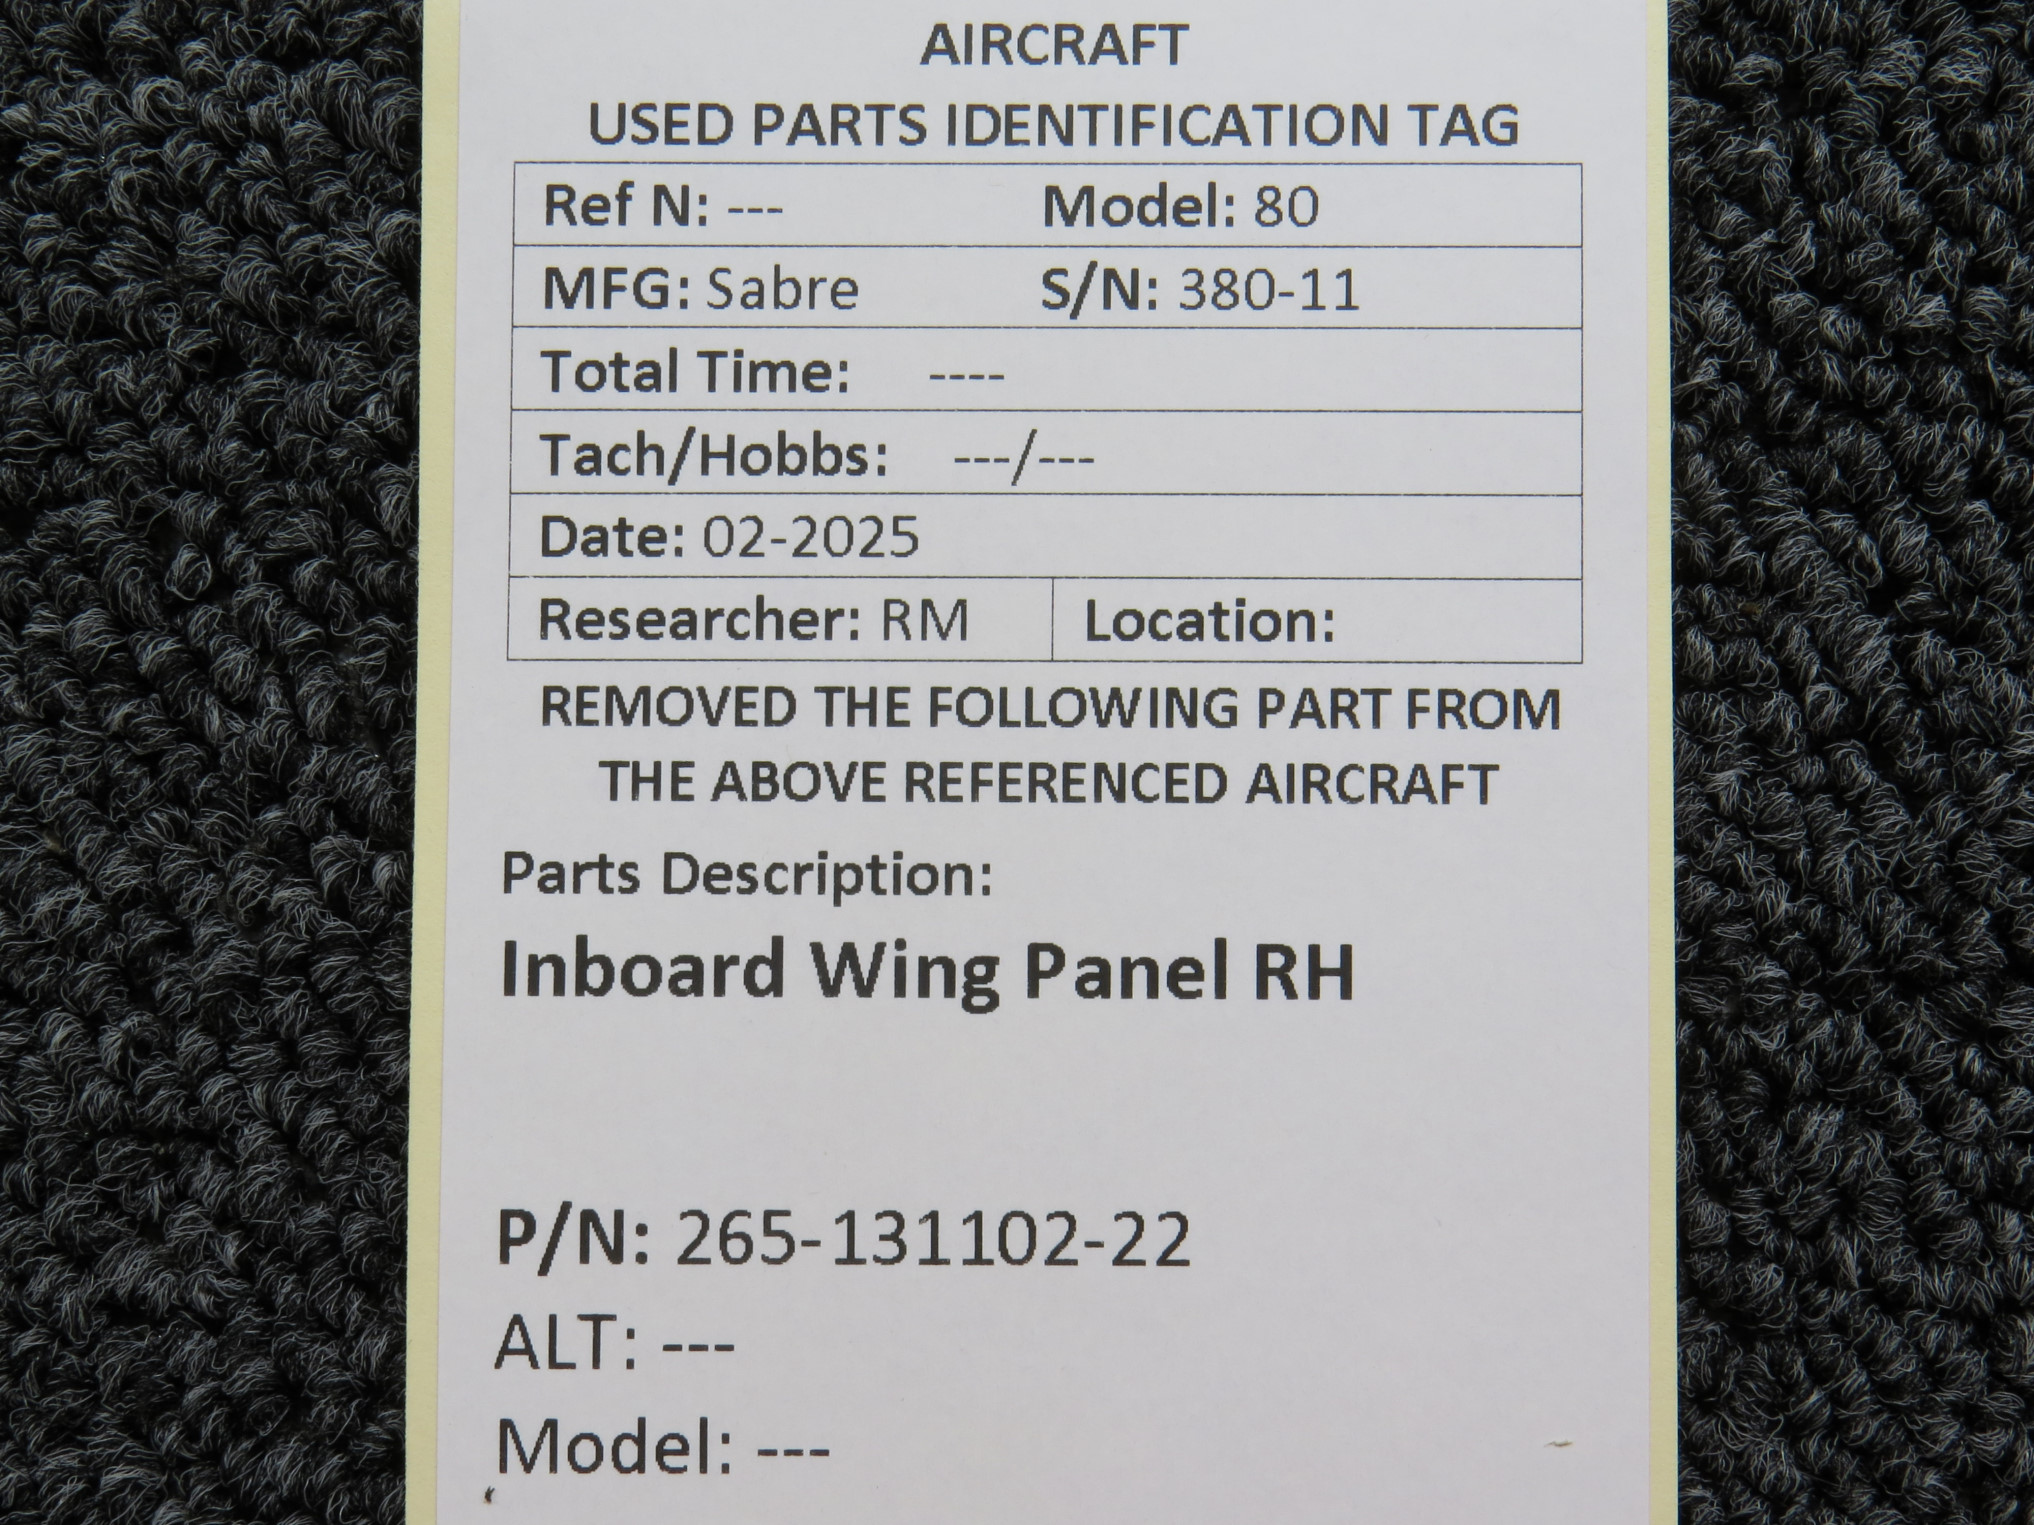 AIRCRAFT
USED PARTS IDENTIFICATION TAG
Ref N: --- Model: 80
MFG: Sabre S/N: 380-11
Total Time: ----
Tach/Hobbs: ---/---
Date: 02-2025
Researcher: RM Location:
REMOVED THE FOLLOWING PART FROM
THE ABOVE REFERENCED AIRCRAFT
Parts Description:
Inboard Wing Panel RH
P/N: 265-131102-22
ALT: ---
Model: ---